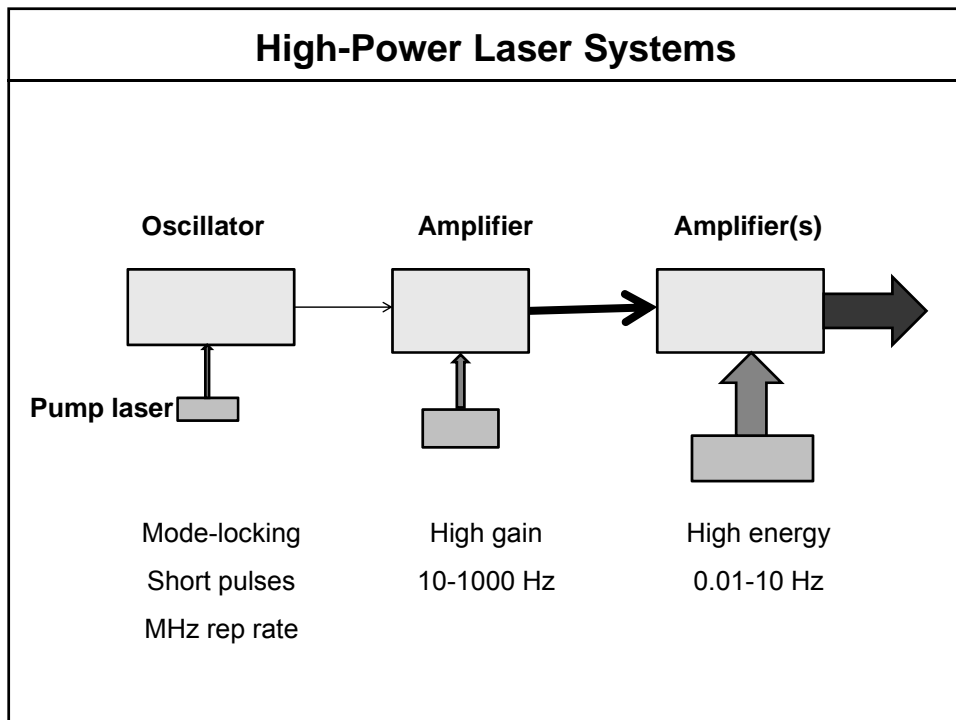 High-Power Laser Systems
Oscillator
Amplifier
Amplifier(s)
Pump laser
Mode-locking
High gain
High energy
Short pulses
10-1000 Hz
0.01-10 Hz
MHz rep rate